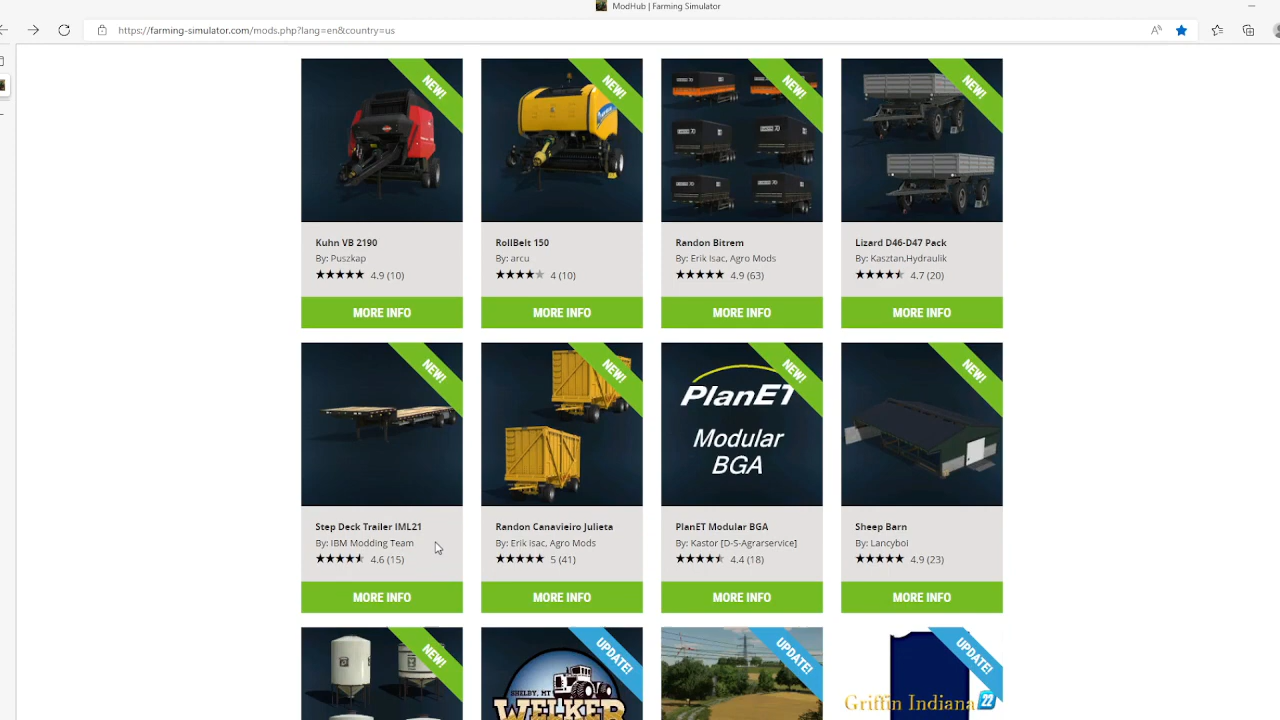 ModHub | Farming Simulator
https://farming-simulator.com/mods.php?lang=en&country=us
NEW!
NEW!
NEW!
NEW!
Kuhn VB 2190
By: Puszkap
4.9 (10)
MORE INFO
RollBelt 150
By: arcu
4 (10)
MORE INFO
Randon Bitrem
By: Erik Isac, Agro Mods
4.9 (63)
MORE INFO
Lizard D46-D47 Pack
By: Kasztan,Hydraulik
4.7 (20)
MORE INFO
NEW!
NEW!
NEW!
NEW!
PlanET
Modular
BGA
Step Deck Trailer IML21
By: IBM Modding Team
4.6 (15)
MORE INFO
Randon Canavieiro Julieta
By: Erik isac, Agro Mods
5 (41)
MORE INFO
PlanET Modular BGA
By: Kastor [D-S-Agrarservice]
4.4 (18)
MORE INFO
Sheep Barn
By: Lancyboi
4.9 (23)
MORE INFO
NEW!
UPDATE!
SHELBY, MT
WELKER
UPDATE!
UPDATE!
Griffin Indiana
22